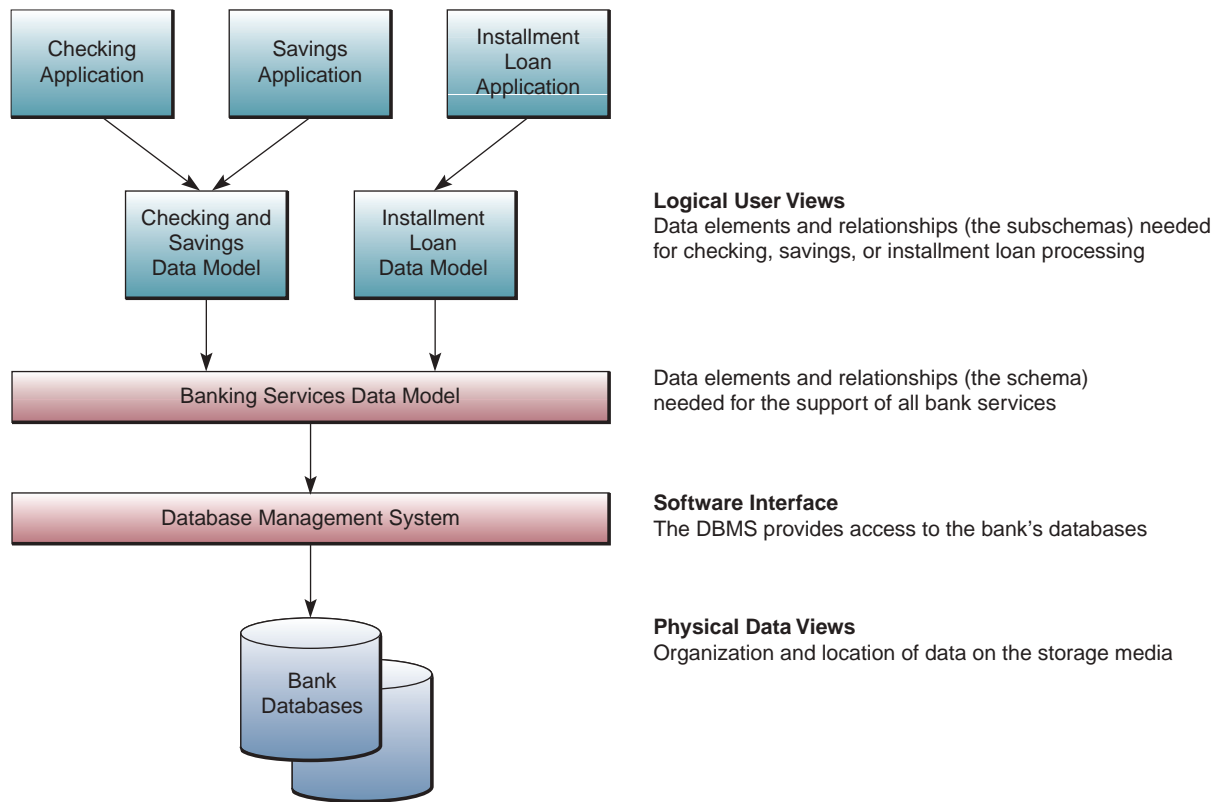 Checking
Application
Savings
Application
Installment
Loan
Application
Checking and
Savings
Data Model
Installment
Loan
Data Model
Logical User Views
Data elements and relationships (the subschemas) needed
for checking, savings, or installment loan processing
Banking Services Data Model
Data elements and relationships (the schema)
needed for the support of all bank services
Database Management System
Software Interface
The DBMS provides access to the bank’s databases
Bank
Databases
Physical Data Views
Organization and location of data on the storage media